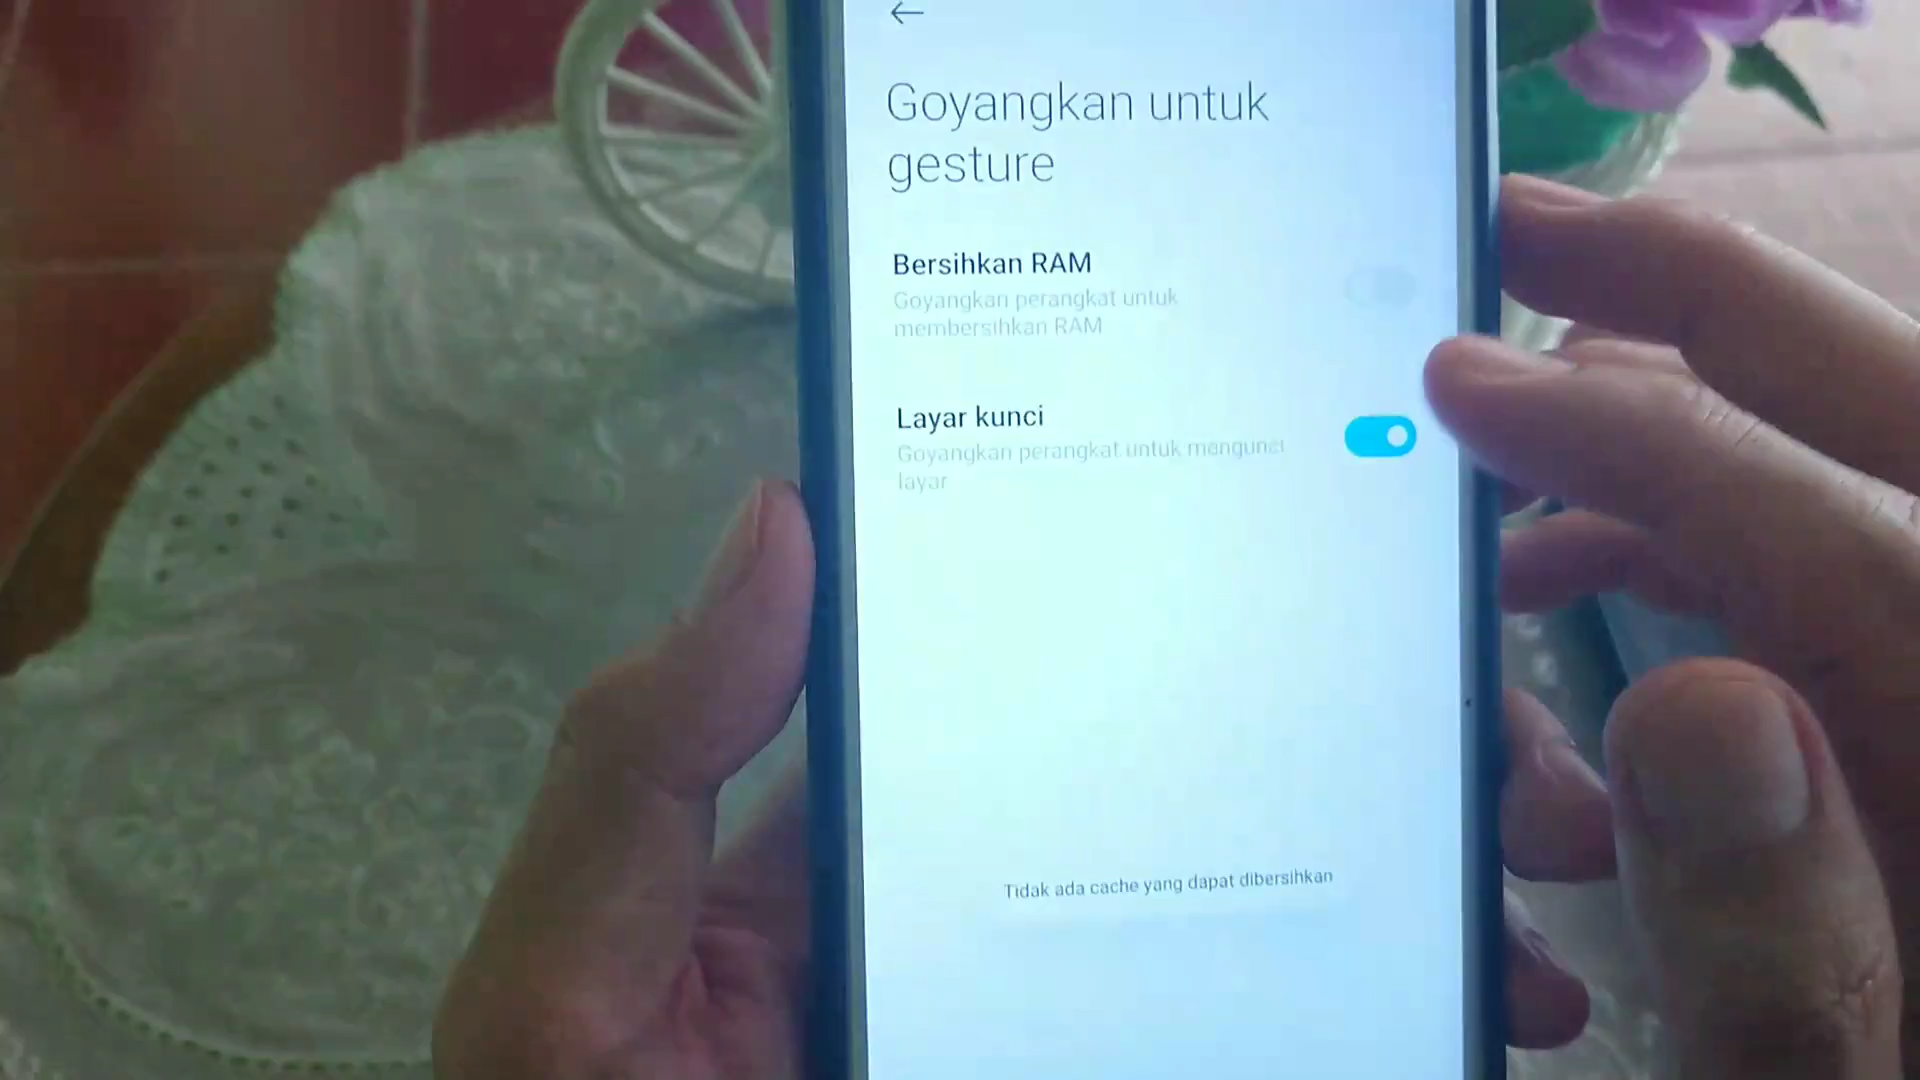 Goyangkan untuk
gesture
Bersihkan RAM
Goyangkan perangkat untuk
membersihkan RAM
Layar kunci
Goyangkan perangkat untuk mengunci
layar
Tidak ada cache yang dapat dibersihkan